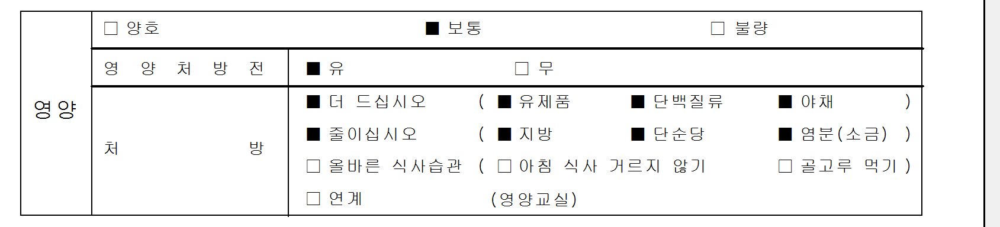 □ 양호 ■ 보통 □ 불량
영 양 처 방 전 ■ 유 □ 무
영양
처 방
■ 더 드십시오 ( ■ 유제품 ■ 단백질류 ■ 야채 )
■ 줄이십시오 ( ■ 지방 ■ 단순당 ■ 염분(소금) )
□ 올바른 식사습관 ( □ 아침 식사 거르지 않기 □ 골고루 먹기 )
□ 연계 (영양교실)